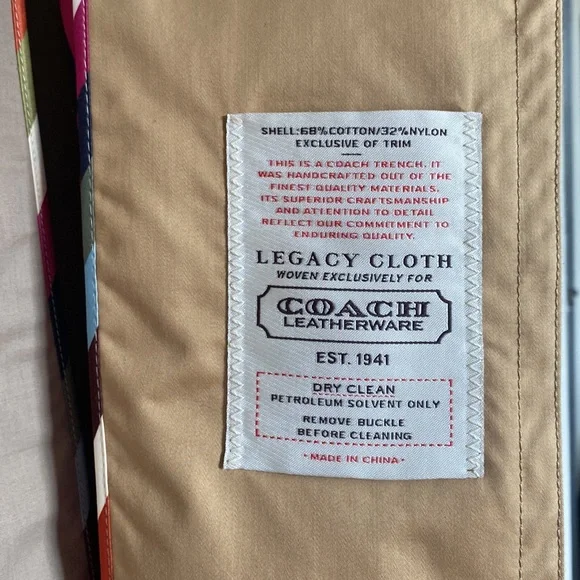 SHELL:68%COTTON/32%NYLON
EXCLUSIVE OF TRIM
THIS IS A COACH TRENCH. IT
WAS HANDCRAFTED OUT OF THE
FINEST QUALITY MATERIALS.
ITS SUPERIOR CRAFTSMANSHIP
AND ATTENTION TO DETAIL
REFLECT OUR COMMITMENT TO
ENDURING QUALITY.
LEGACY CLOTH
WOVEN EXCLUSIVELY FOR
COACH
LEATHERWARE
EST. 1941
DRY CLEAN
PETROLEUM SOLVENT ONLY
REMOVE BUCKLE
BEFORE CLEANING
·MADE IN CHINA·